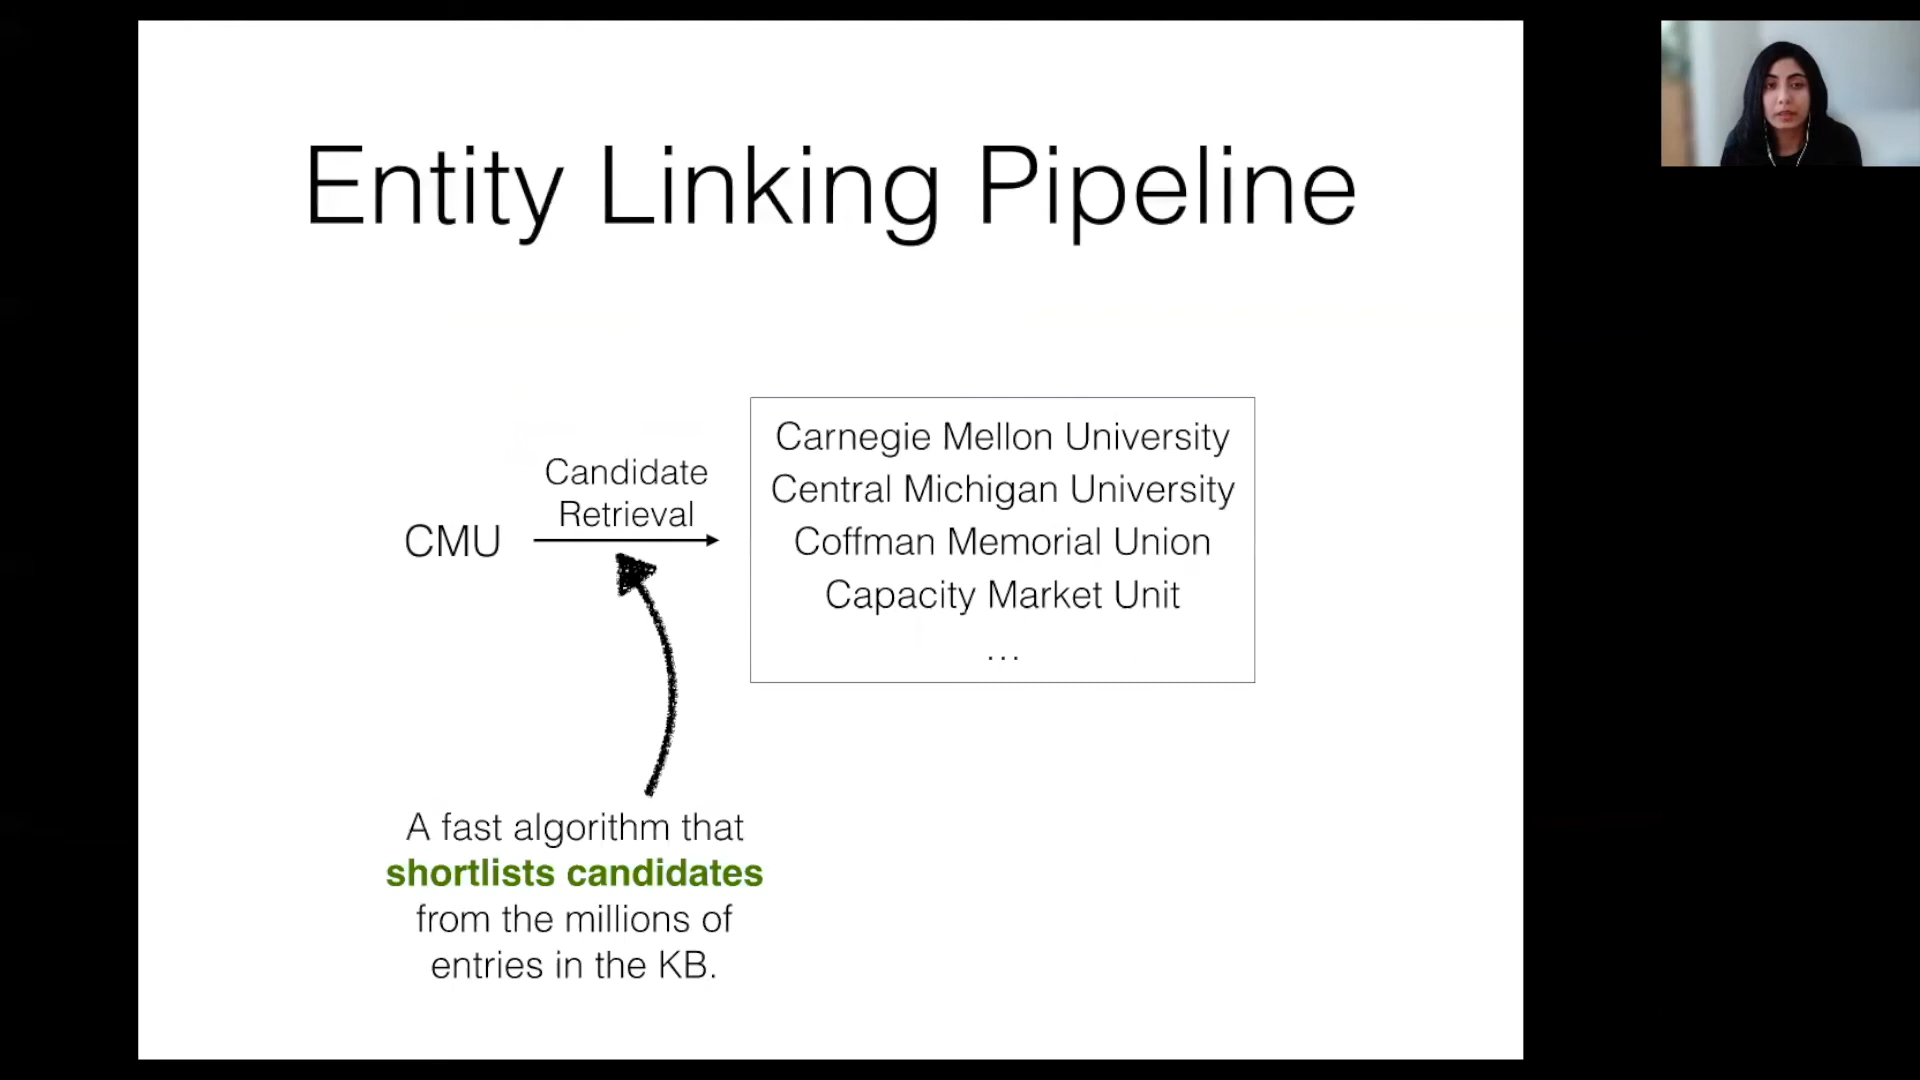 Entity Linking Pipeline
CMU
Candidate
Retrieval
Carnegie Mellon University
Central Michigan University
Coffman Memorial Union
Capacity Market Unit
...
A fast algorithm that
shortlists candidates
from the millions of
entries in the KB.